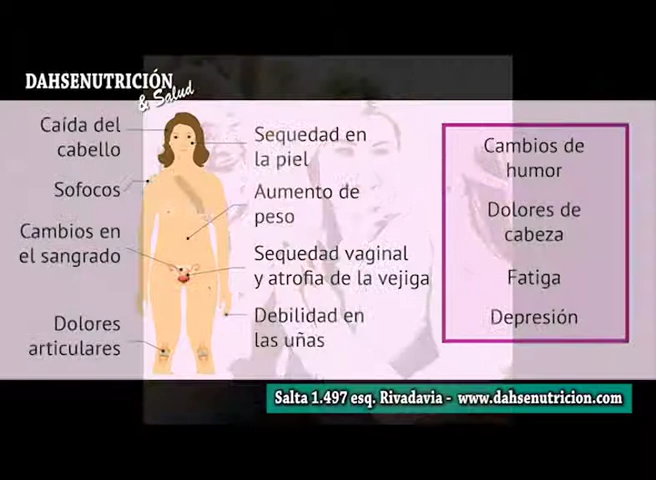 DAHSENUTRICIÓN
& Salud
Caída del
cabello
Sofocos
Cambios en
el sangrado
Dolores
articulares
Sequedad en
la piel
Aumento de
peso
Sequedad vaginal
y atrofia de la vejiga
Debilidad en
las uñas
Cambios de
humor
Dolores de
cabeza
Fatiga
Depresión
Salta 1.497 esq. Rivadavia - www.dahsenutricion.com